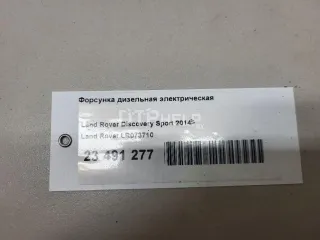 Форсунка дизельная электрическая
Land Rover Discovery Sport 2014>
Land Rover LR073710
23 491 277